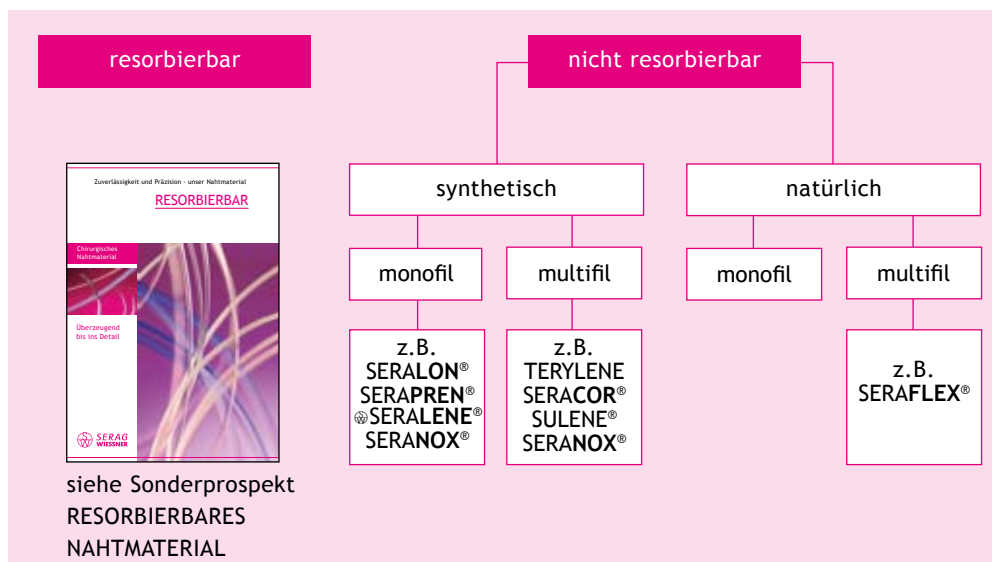 resorbierbar
nicht resorbierbar
Zuverlässigkeit und Präzision - unser Nahtmaterial
RESORBIERBAR
Chirurgisches
Nahtmaterial
Überzeugend
bis ins Detail
SERAG
WIESSNER
siehe Sonderprospekt
RESORBIERBARES
NAHTMATERIAL
synthetisch
natürlich
monofil
multifil
monofil
multifil
z.B.
SERALON®
SERAPREN®
SERALENE®
SERANOX®
z.B.
TERYLENE
SERACOR®
SULENE®
SERANOX®
z.B.
SERAFLEX®